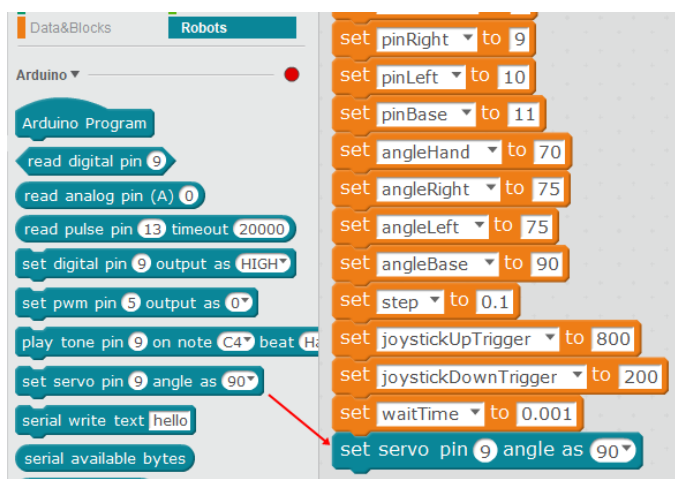 Data&Blocks
Robots
Arduino
Arduino Program
read digital pin 9
read analog pin (A) 0
read pulse pin 13 timeout 20000
set digital pin 9 output as HIGH
set pwm pin 5 output as 0
play tone pin 9 on note C4 beat Ha
set servo pin 9 angle as 90
serial write text hello
serial available bytes
set pinRight to 9
set pinLeft to 10
set pinBase to 11
set angleHand to 70
set angleRight to 75
set angleLeft to 75
set angleBase to 90
set step to 0.1
set joystickUpTrigger to 800
set joystickDownTrigger to 200
set waitTime to 0.001
set servo pin 9 angle as 90